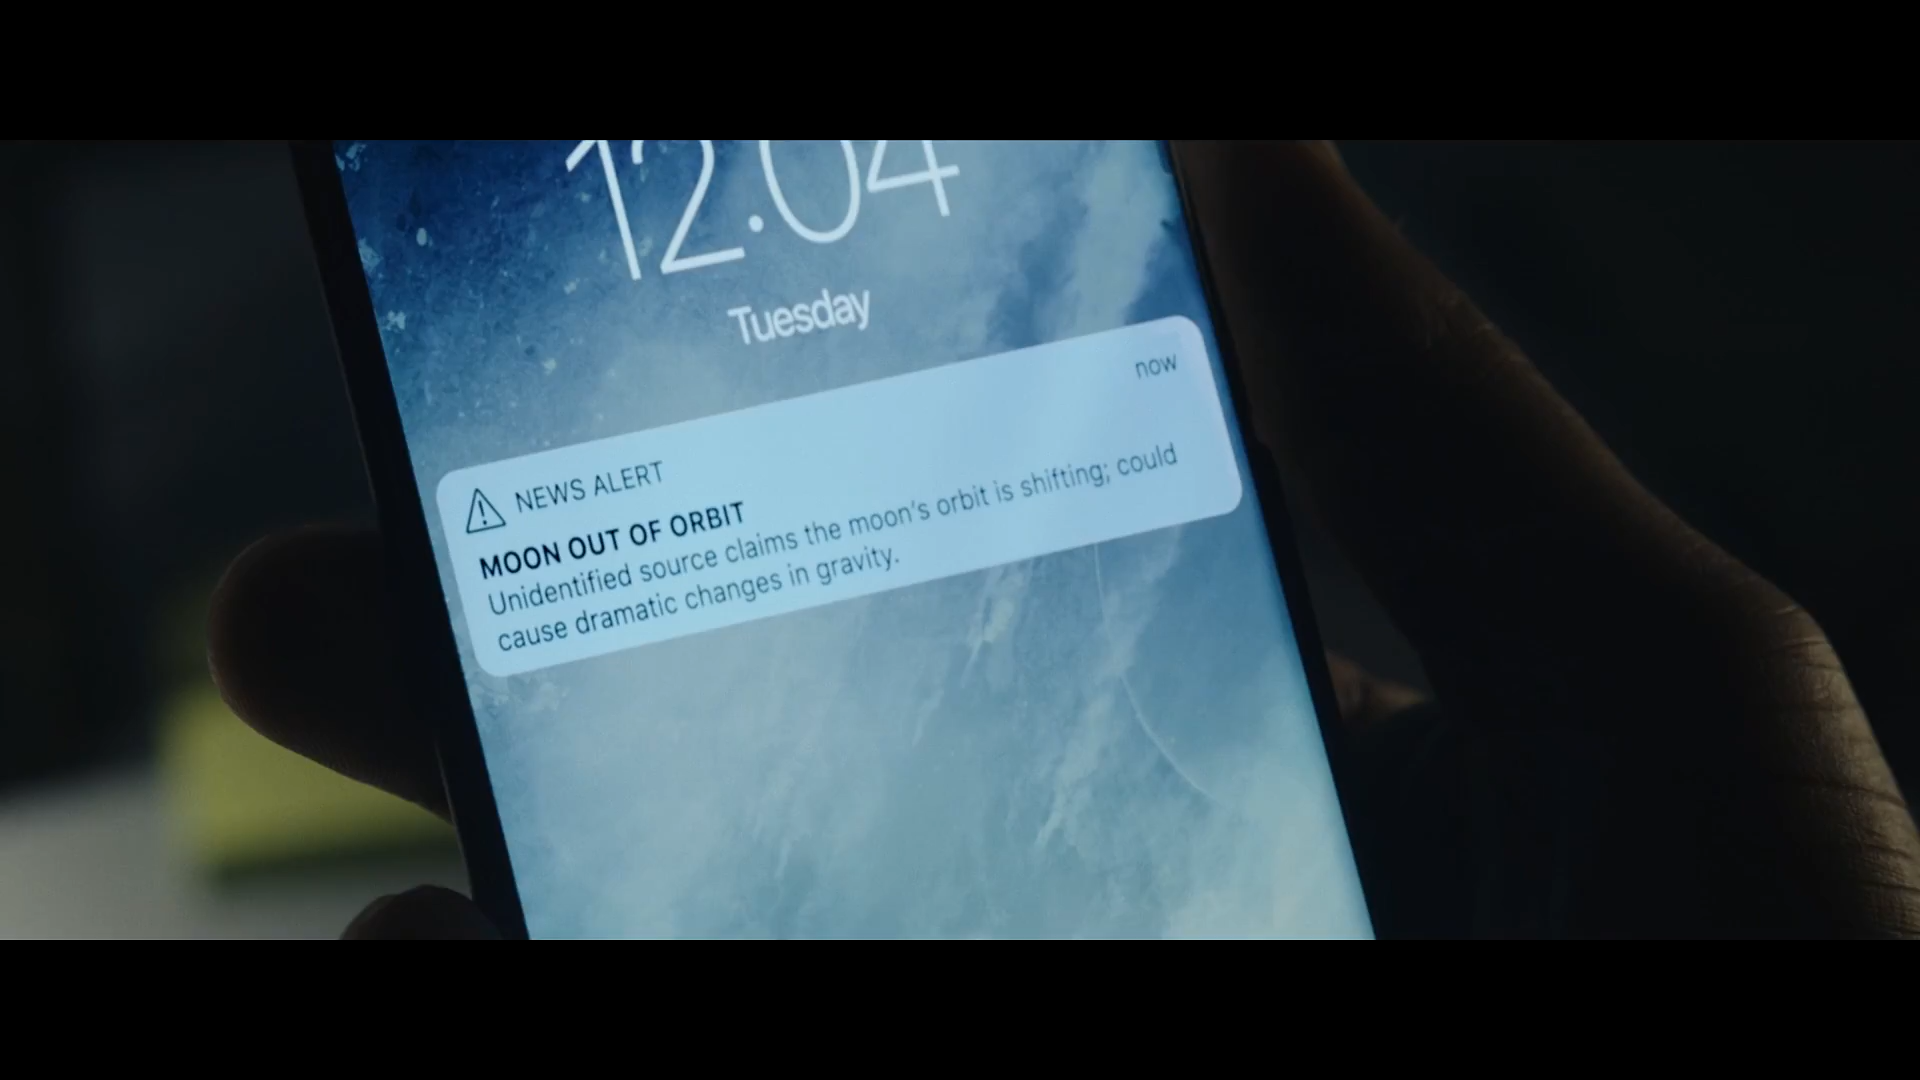 12:04
Tuesday
now
NEWS ALERT
MOON OUT OF ORBIT
Unidentified source claims the moon's orbit is shifting; could
cause dramatic changes in gravity.